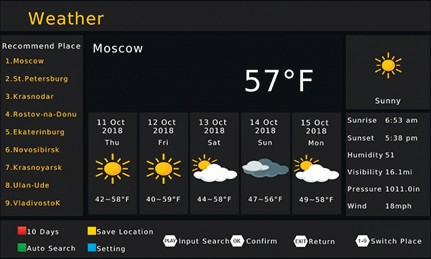 Weather
Recommend Place
1.Moscow
2.St.Petersburg
3.Krasnodar
4.Rostov-na-Donu
5.Ekaterinburg
6.Novosibirsk
7.Krasnoyarsk
8.Ulan-Ude
9.VladivostoK
Moscow
57°F
Sunny
11 Oct 2018 Thu 42~58°F
12 Oct 2018 Fri 40~59°F
13 Oct 2018 Sat 44~58°F
14 Oct 2018 Sun 47~56°F
15 Oct 2018 Mon 49~58°F
Sunrise 6:53 am
Sunset 5:38 pm
Humidity 51
Visibility 16.1mi
Pressure 1011.0in
Wind 18mph
10 Days
Save Location
Auto Search
Setting
PLAY Input Search
OK Confirm
EXIT Return
1~9 Switch Place